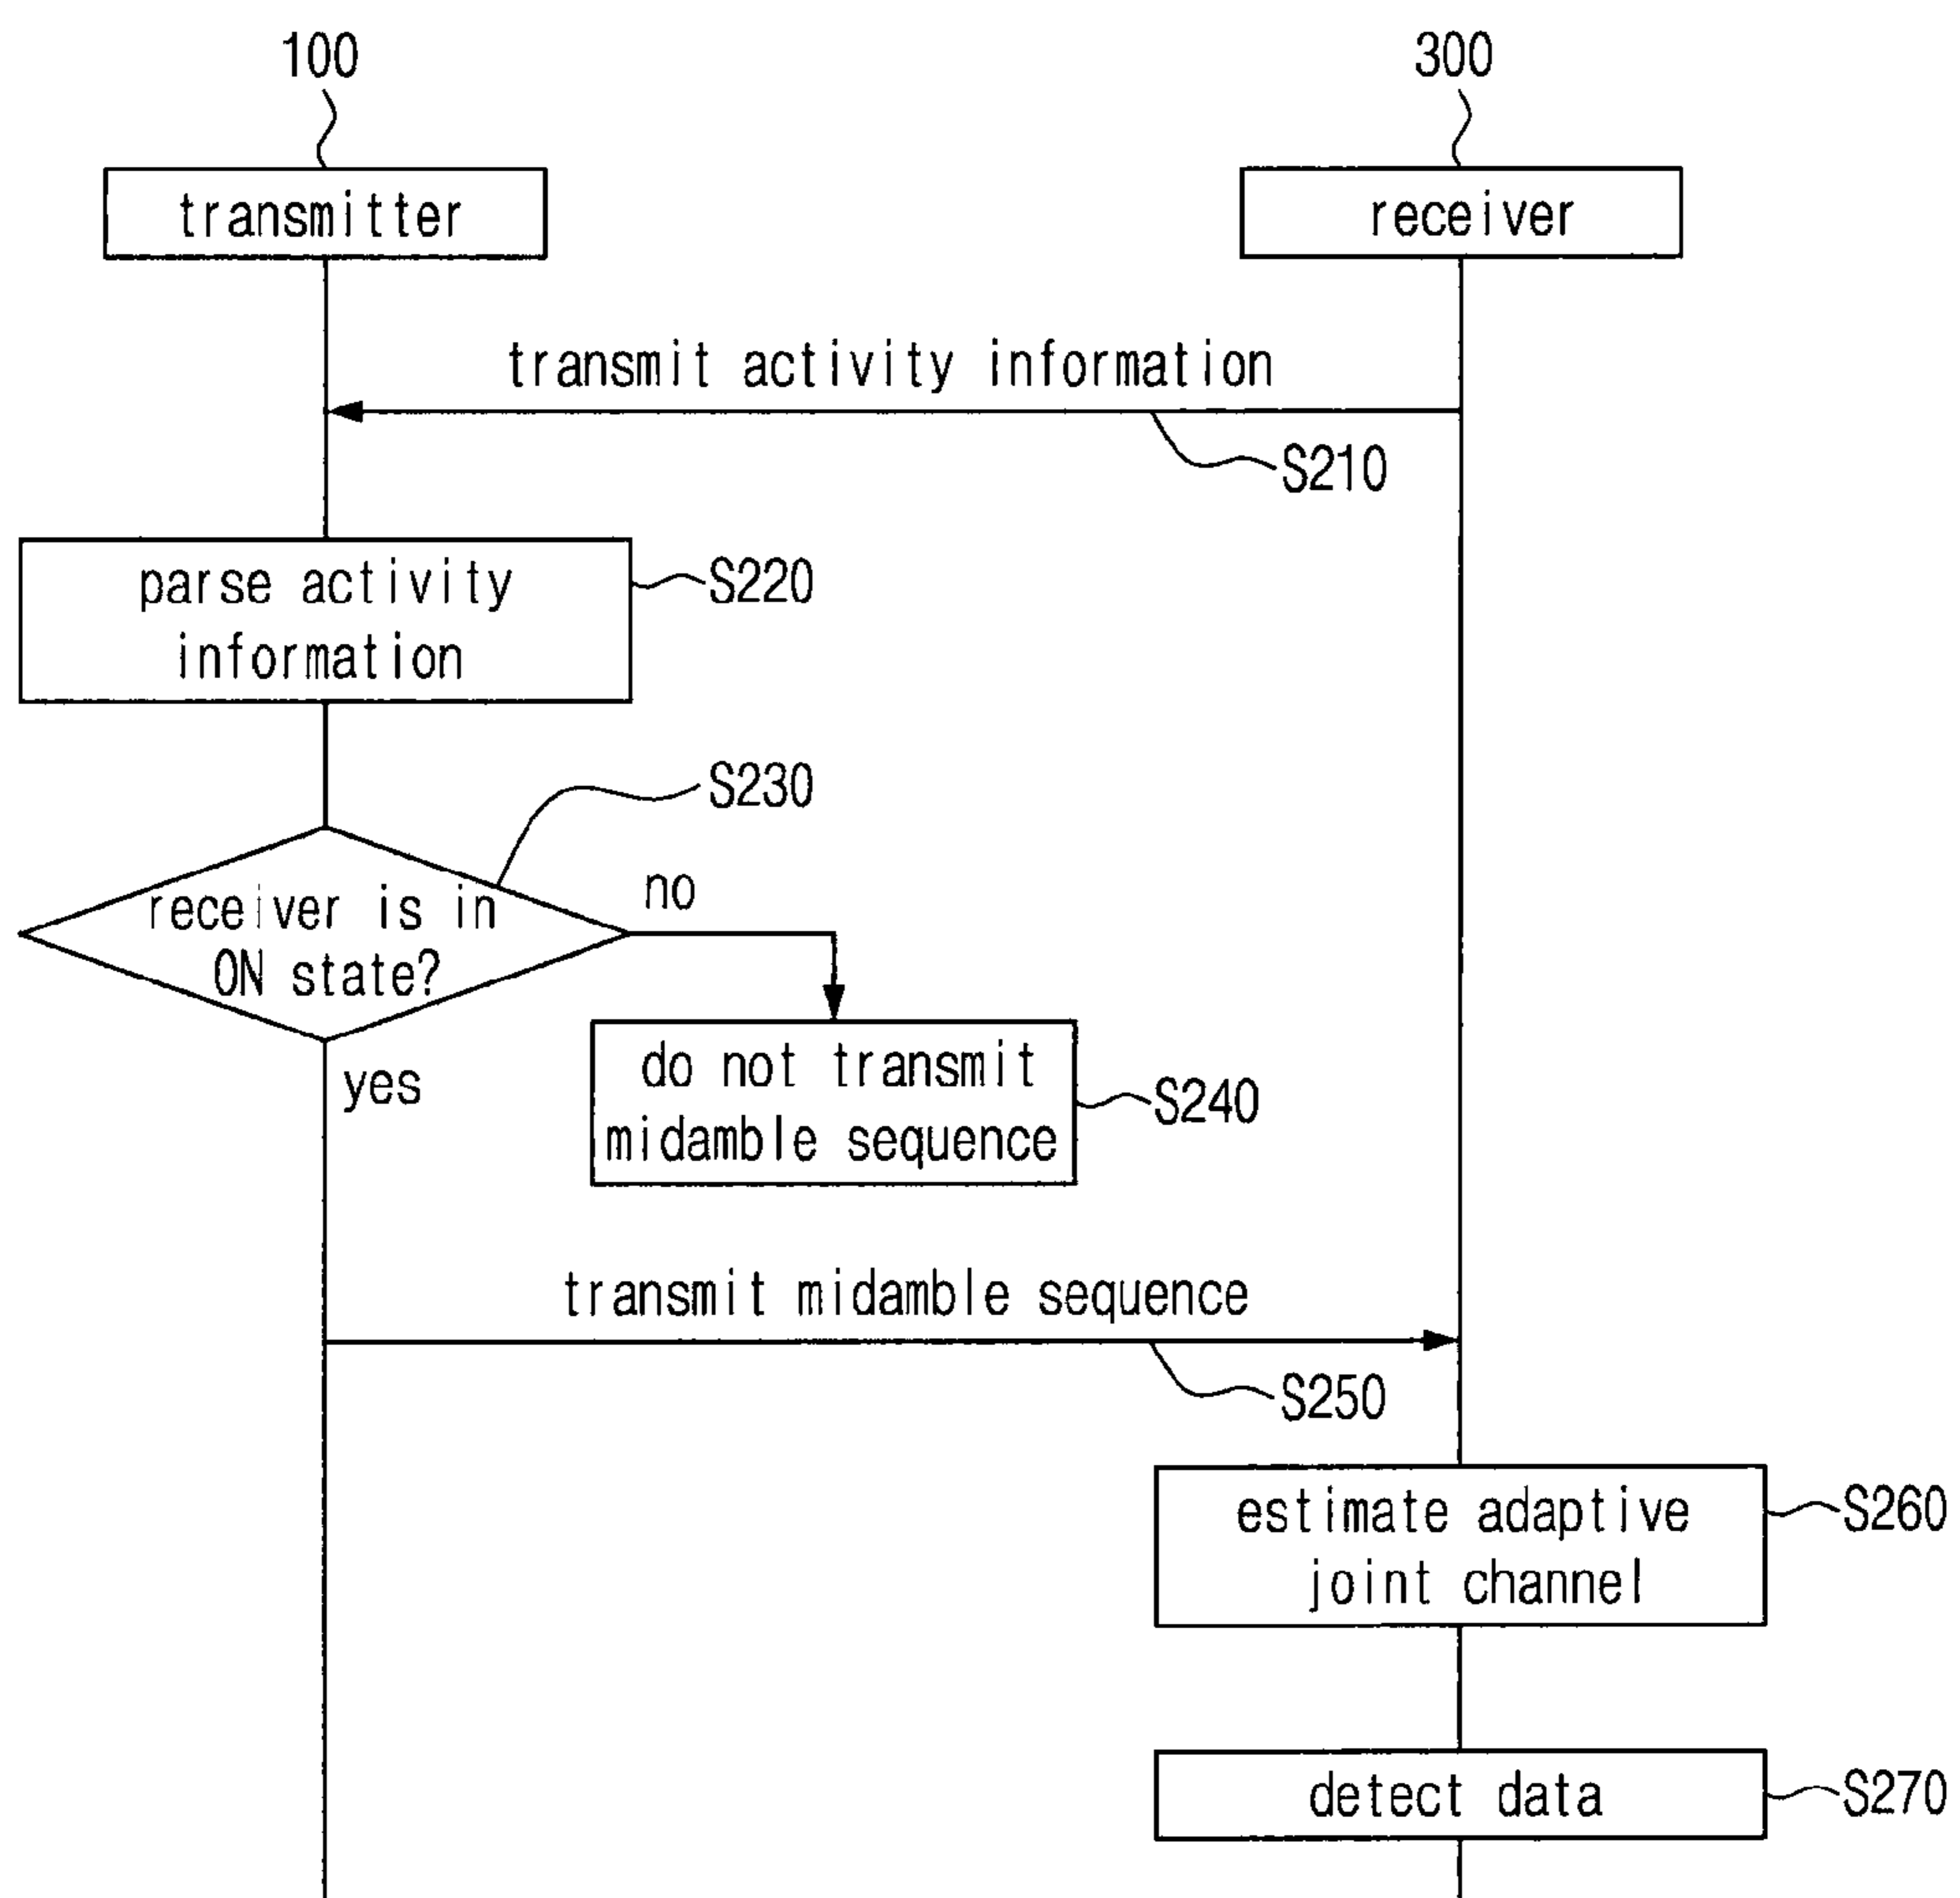 100
300
transmitter
receiver
transmit activity information
S210
parse activity
information
S220
S230
receiver is in
ON state?
no
yes
do not transmit
midamble sequence
S240
transmit midamble sequence
S250
estimate adaptive
joint channel
S260
detect data
S270